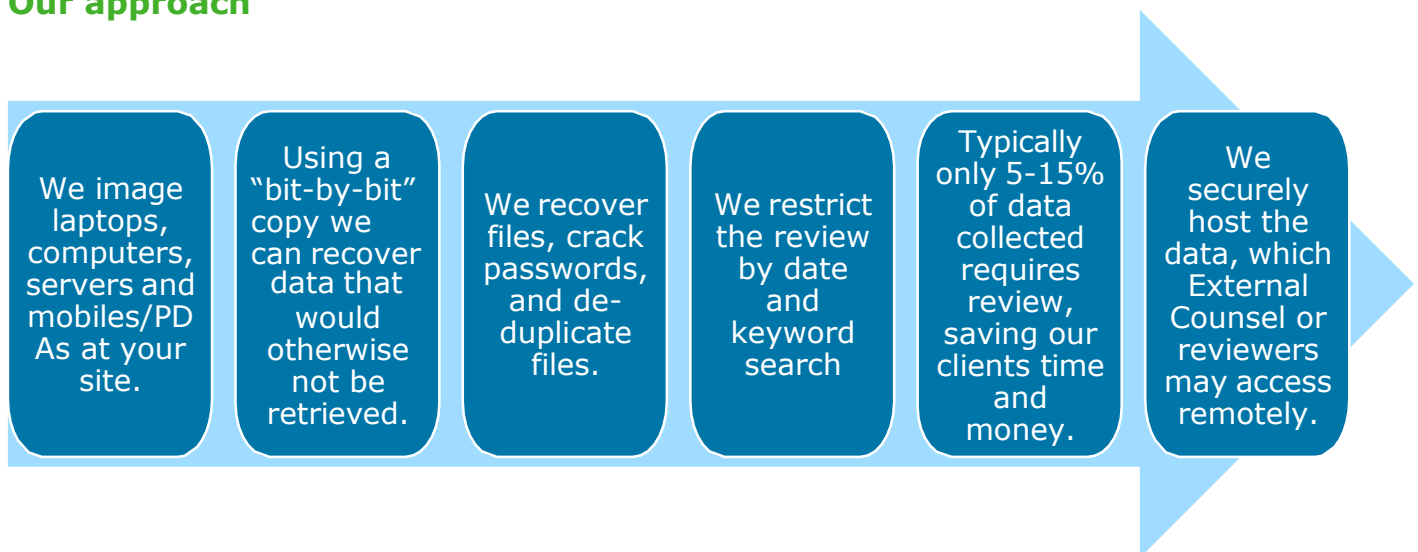 Our approach
We image
laptops,
computers,
servers and
mobiles/PD
As at your
site.
Using a
“bit-by-bit”
copy we
can recover
data that
would
otherwise
not be
retrieved.
We recover
files, crack
passwords,
and de-
duplicate
files.
We restrict
the review
by date
and
keyword
search
Typically
only 5-15%
of data
collected
requires
review,
saving our
clients time
and
money.
We
securely
host the
data, which
External
Counsel or
reviewers
may access
remotely.